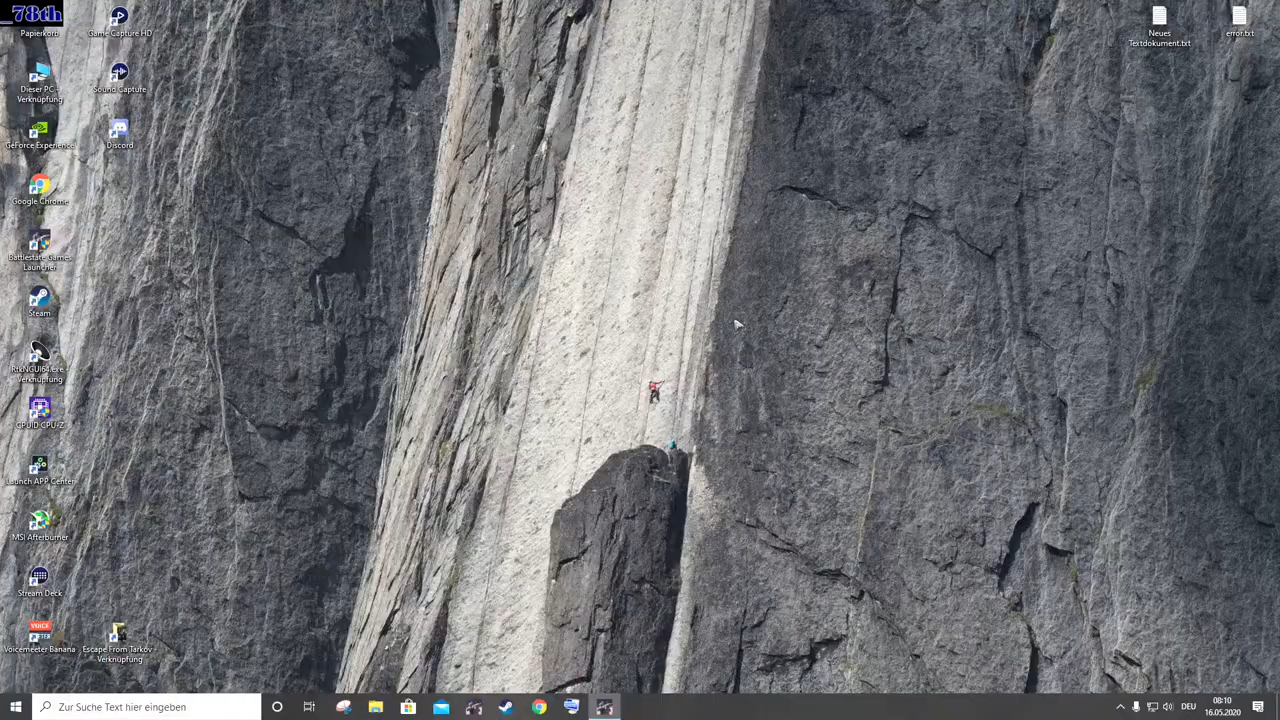 _78th
Papierkorb
Game Capture HD
Dieser PC -
Verknüpfung
Sound Capture
GeForce Experience
Discord
Google Chrome
Battlestate Games
Launcher
Steam
RtkNGUI64.exe -
Verknüpfung
CPUID CPU-Z
Launch APP Center
MSI Afterburner
Stream Deck
VOICE
Voicemeeter Banana
Escape From Tarkov -
Verknüpfung
Neues
Textdokument.txt
error.txt
Zur Suche Text hier eingeben
DEU
08:10
16.05.2020